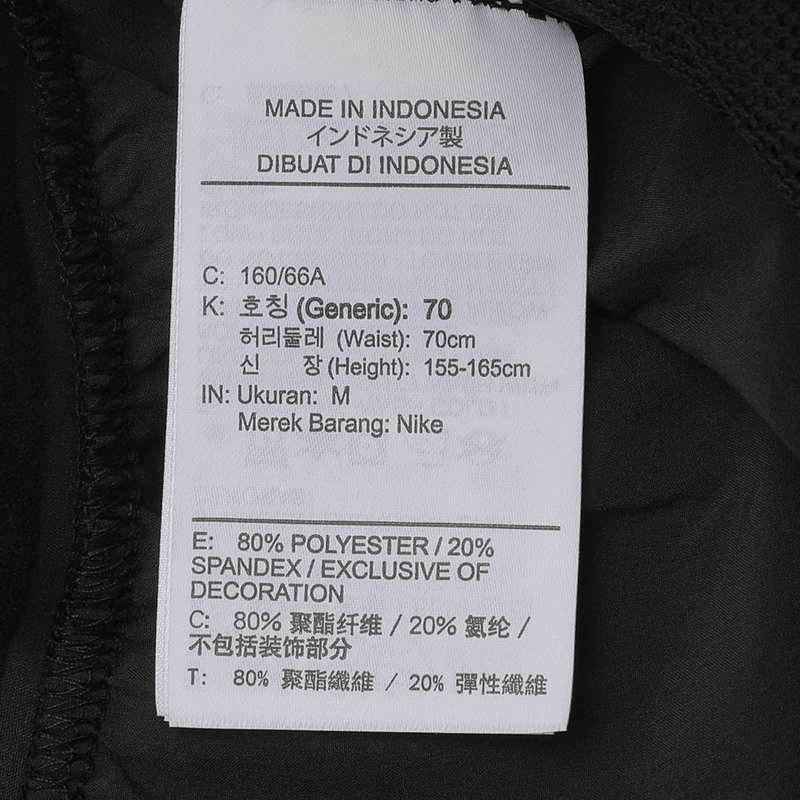 MADE IN INDONESIA
インドネシア製
DIBUAT DI INDONESIA
C: 160/66A
K: 호칭 (Generic): 70
허리둘레 (Waist): 70cm
신 장 (Height): 155-165cm
IN: Ukuran: M
Merek Barang: Nike
E: 80% POLYESTER / 20%
SPANDEX / EXCLUSIVE OF
DECORATION
C: 80% 聚酯纤维 / 20% 氨纶 /
不包括装饰部分
T: 80% 聚酯纖維 / 20% 彈性纖維